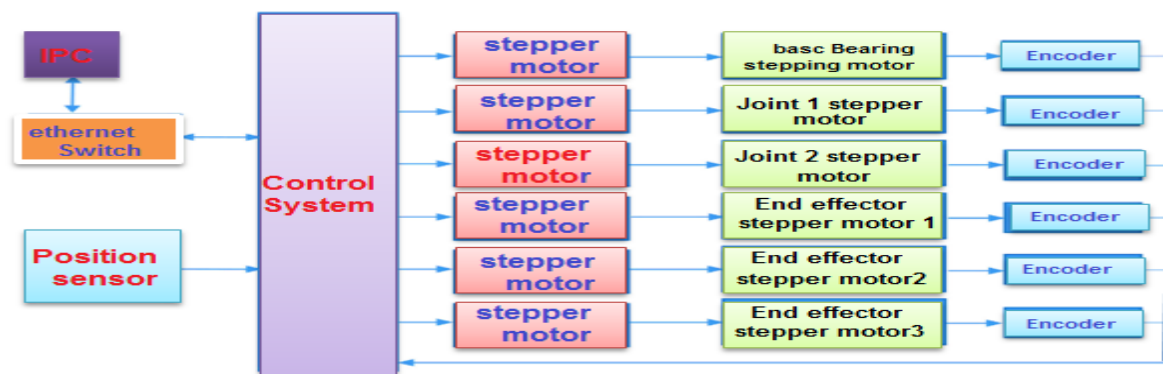 IPC
ethernet
Switch
Position
sensor
Control
System
stepper
motor
basc Bearing
stepping motor
Encoder
stepper
motor
Joint 1 stepper
motor
Encoder
stepper
motor
Joint 2 stepper
motor
Encoder
stepper
motor
End effector
stepper motor 1
Encoder
stepper
motor
End effector
stepper motor2
Encoder
stepper
motor
End effector
stepper motor3
Encoder